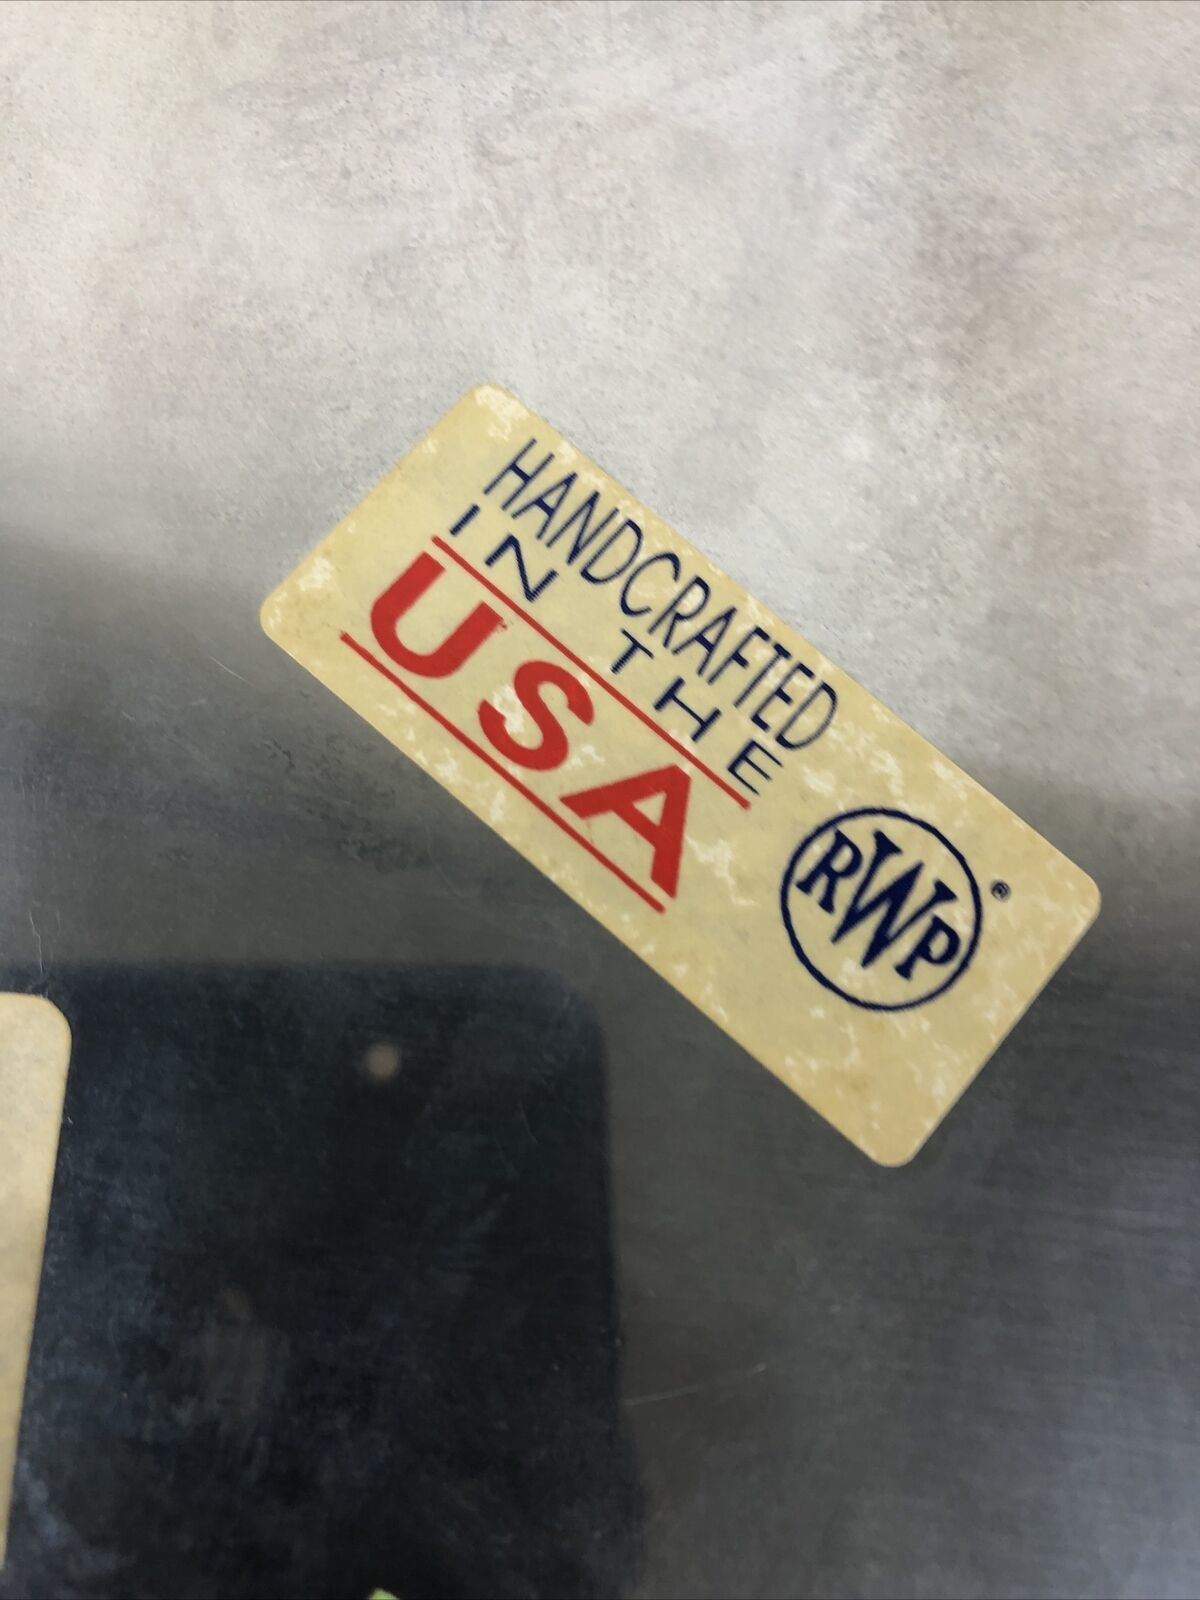 HANDCRAFTED
IN THE
USA
RWP®